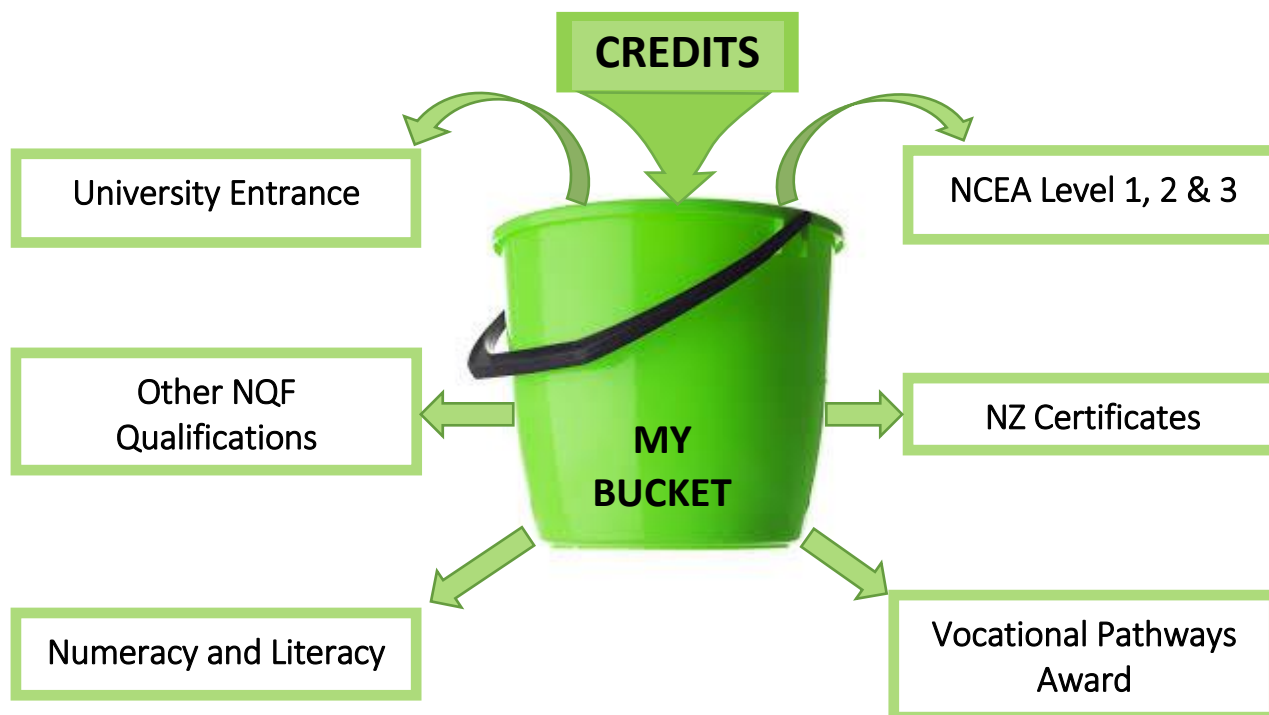 CREDITS
University Entrance
NCEA Level 1, 2 & 3
Other NQF
Qualifications
MY
BUCKET
NZ Certificates
Numeracy and Literacy
Vocational Pathways
Award